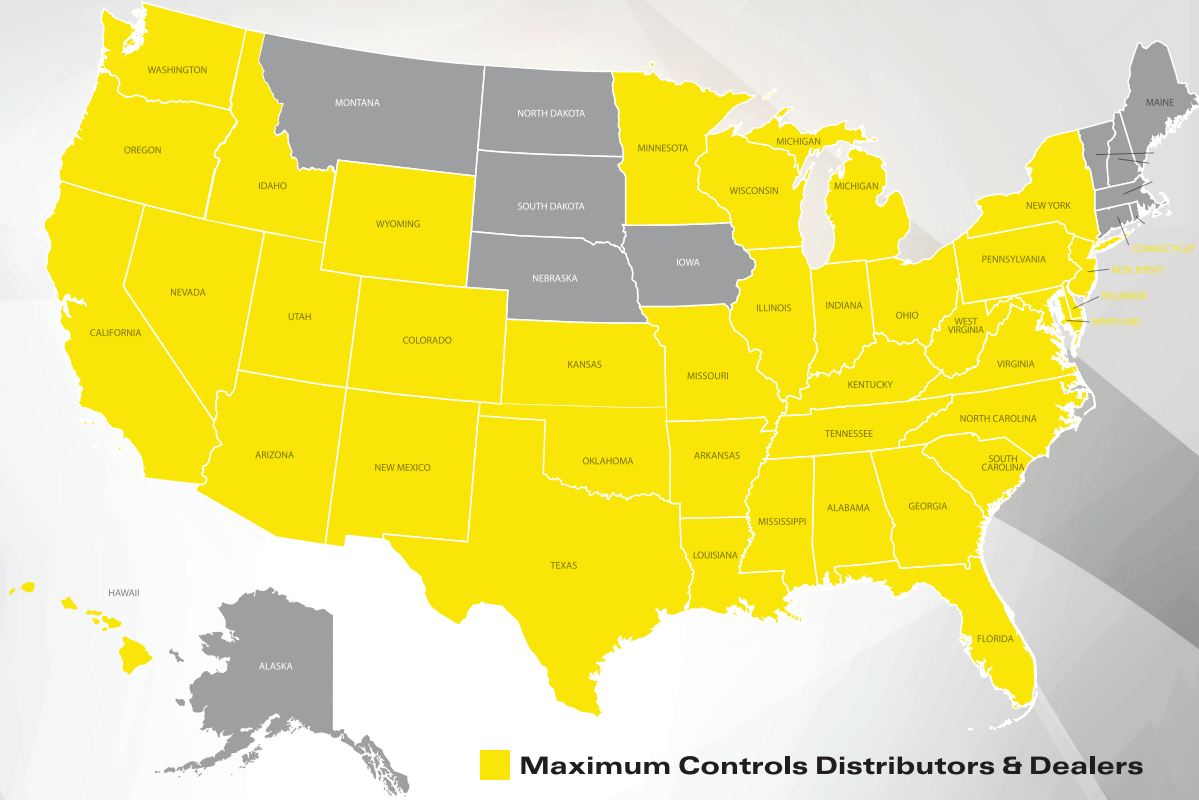 WASHINGTON
MONTANA
NORTH DAKOTA
MINNESOTA
MICHIGAN
MAINE
OREGON
IDAHO
WISCONSIN
MICHIGAN
WYOMING
SOUTH DAKOTA
NEW YORK
CONNECTICUT
NEVADA
NEBRASKA
IOWA
PENNSYLVANIA
NEW JERSEY
CALIFORNIA
UTAH
COLORADO
ILLINOIS
INDIANA
OHIO
DELAWARE
WEST
VIRGINIA
MARYLAND
KANSAS
MISSOURI
KENTUCKY
VIRGINIA
ARIZONA
NEW MEXICO
OKLAHOMA
ARKANSAS
TENNESSEE
NORTH CAROLINA
SOUTH
CAROLINA
MISSISSIPPI
ALABAMA
GEORGIA
TEXAS
LOUISIANA
HAWAII
FLORIDA
ALASKA
Maximum Controls Distributors & Dealers